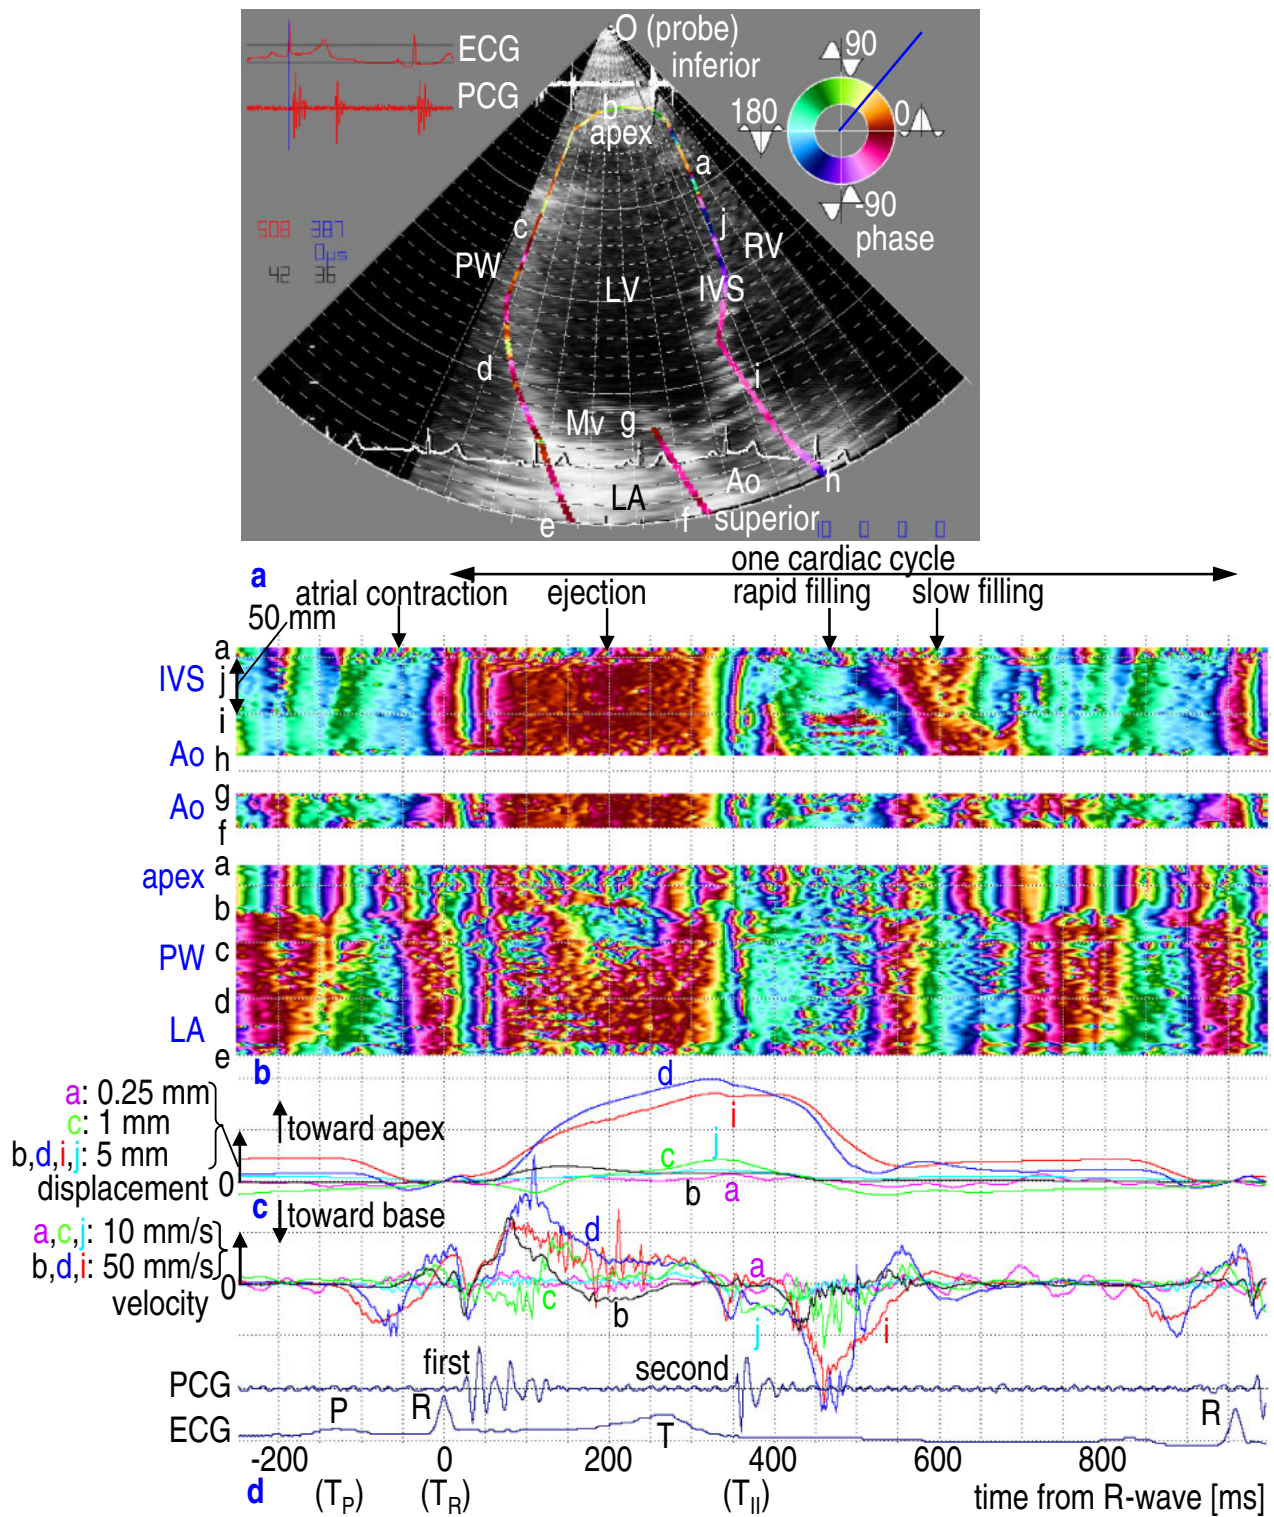 ECG
PCG
O (probe)
inferior
90
180
0
-90
phase
b
apex
a
c
j
PW
RV
LV
IVS
508 387
0µs
42 36
d
i
Mv
g
h
LA
Ao
e
f
superior
0 0 0
one cardiac cycle
a
atrial contraction
ejection
rapid filling
slow filling
50 mm
a
IVS
j
i
Ao
h
g
Ao
f
a
apex
b
PW
c
d
LA
e
b
a: 0.25 mm
c: 1 mm
b,d,i,j: 5 mm
displacement
0
toward apex
d
i
j
c
b
a
c
toward base
a,c,j: 10 mm/s
b,d,i: 50 mm/s
velocity
0
d
c
b
a
j
i
first
second
PCG
P
R
T
R
ECG
-200
0
200
400
600
800
d
(TP)
(TR)
(TII)
time from R-wave [ms]